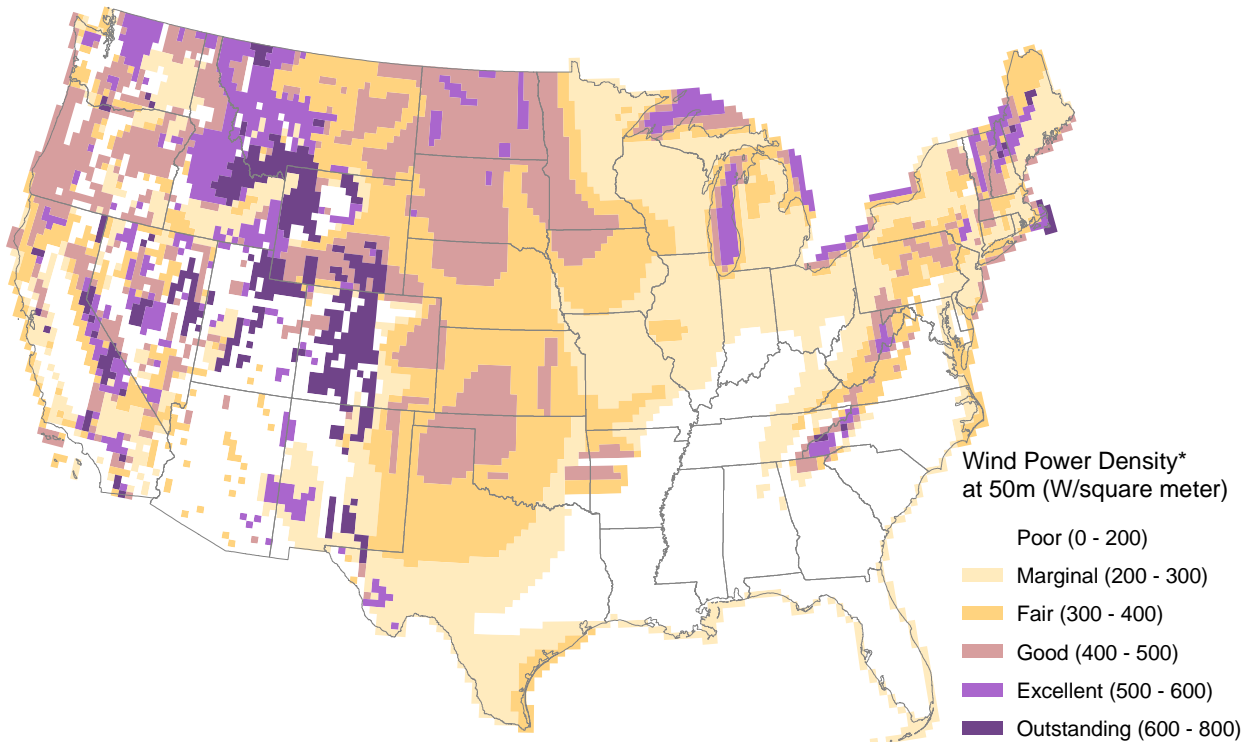 Wind Power Density*
at 50m (W/square meter)
Poor (0 - 200)
Marginal (200 - 300)
Fair (300 - 400)
Good (400 - 500)
Excellent (500 - 600)
Outstanding (600 - 800)